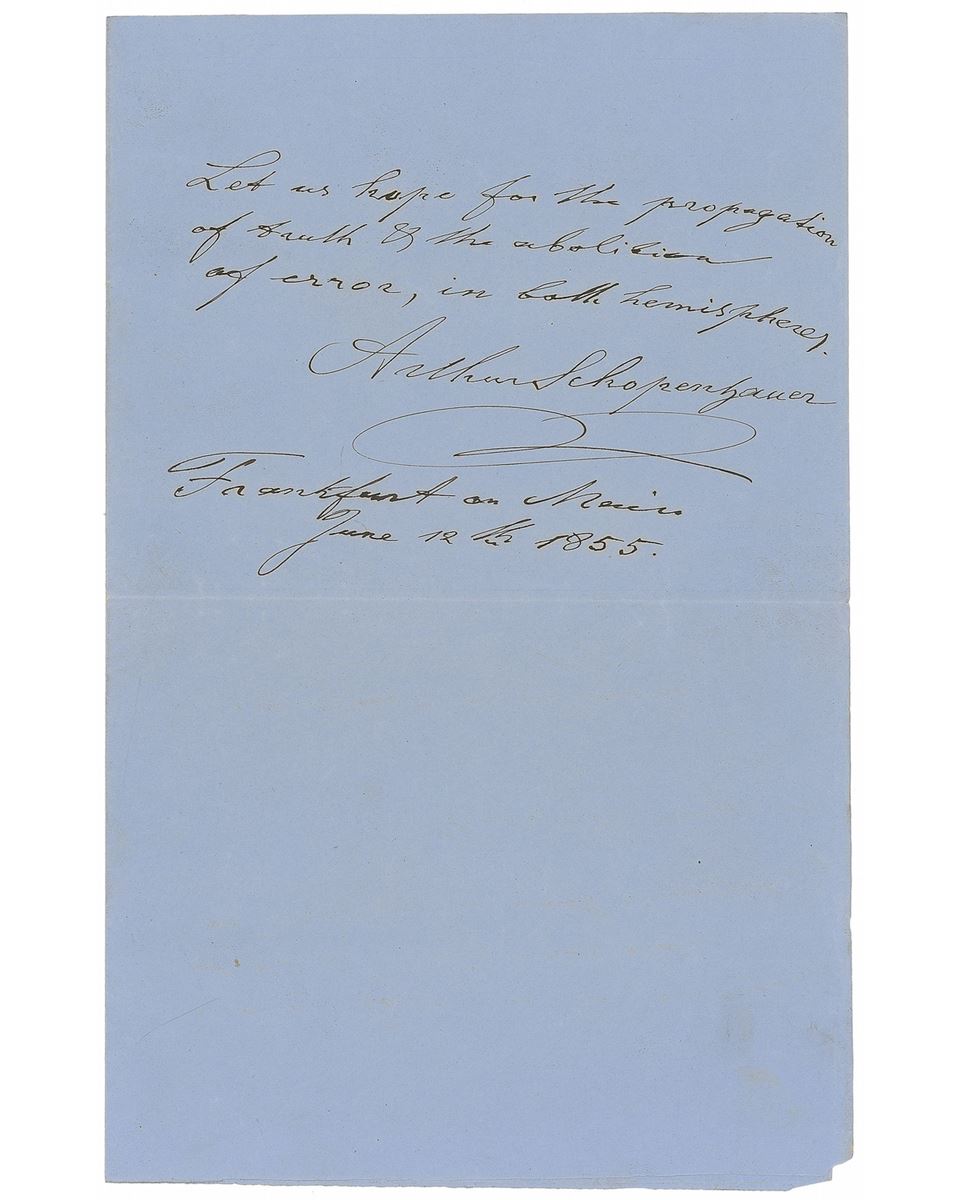 Let us hope for the propagation
of truth & the abolition
of error, in both hemispheres.
Arthur Schopenhauer
Frankfurt on Main
June 12th 1855.